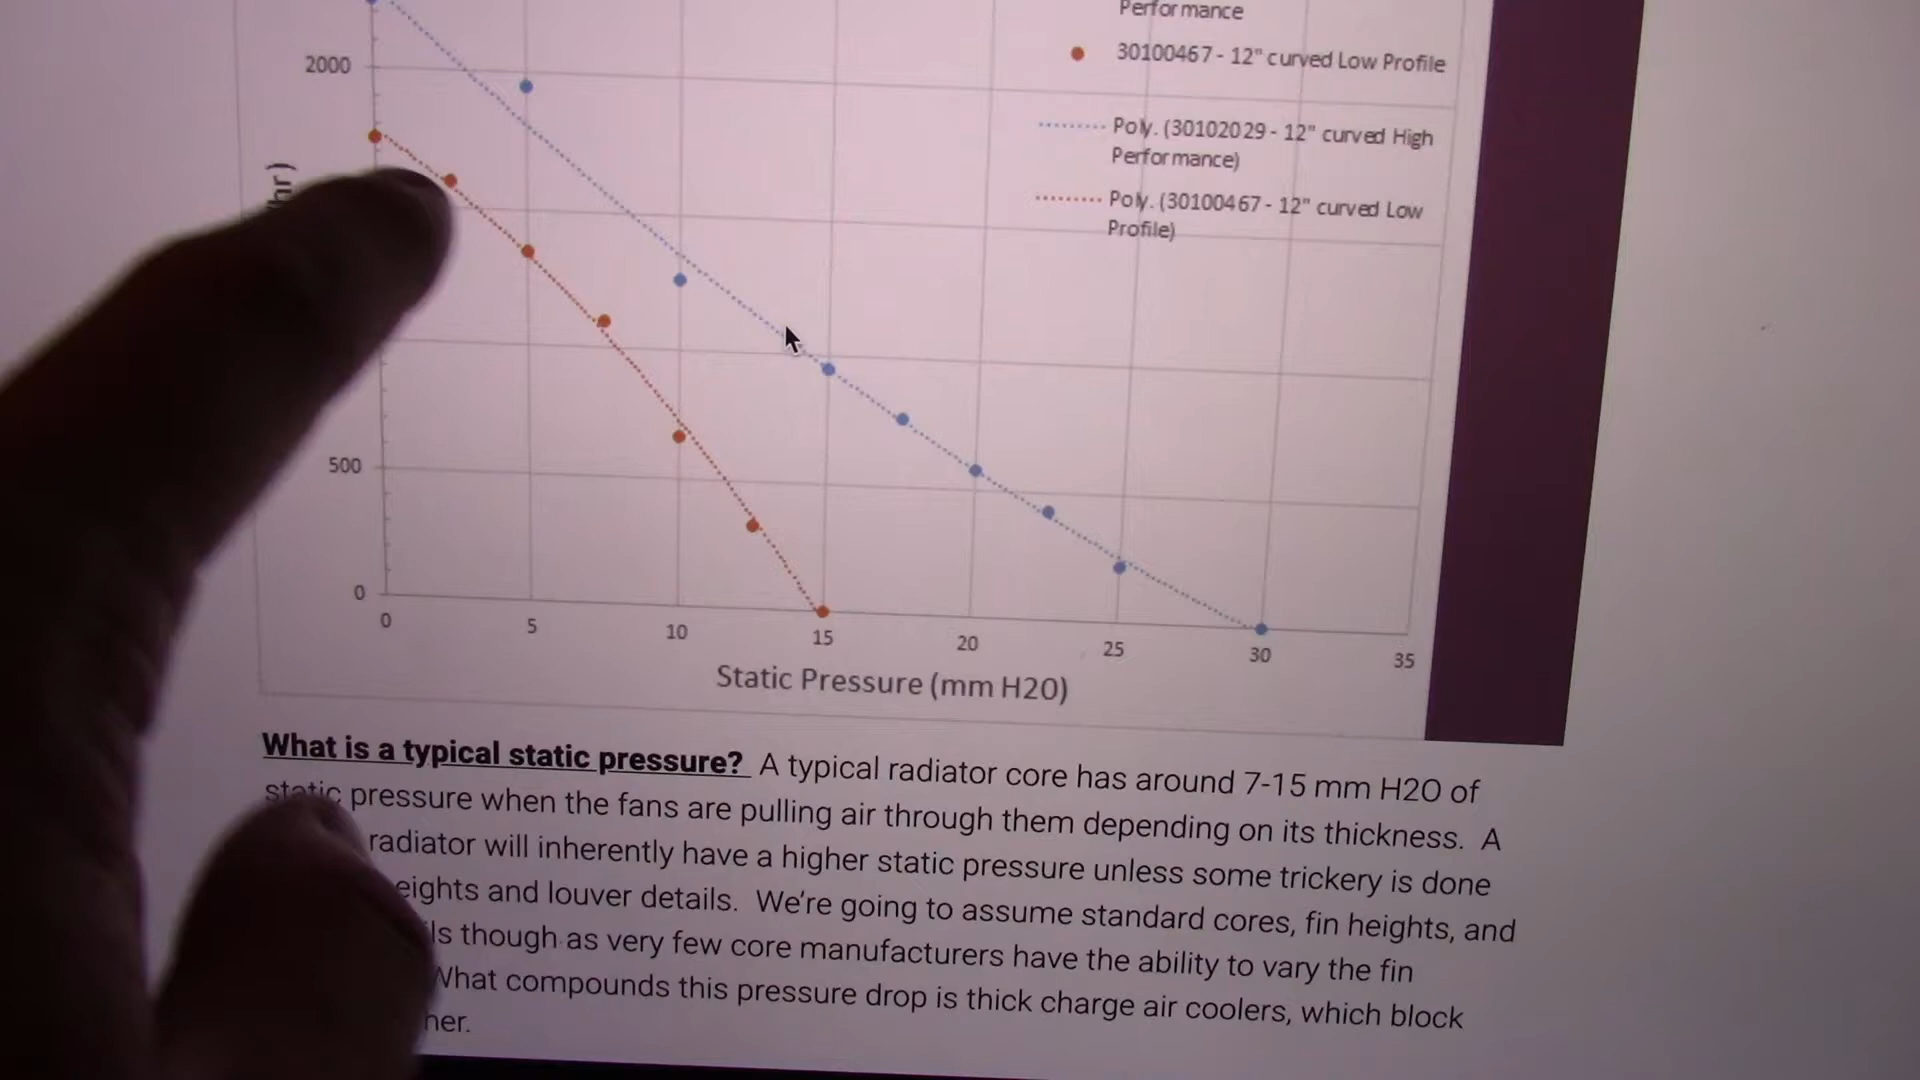 Performance
30100467 - 12" curved Low Profile
Poly. (30102029 - 12" curved High
Performance)
Poly. (30100467 - 12" curved Low
Profile)
2000
500
0
0 5 10 15 20 25 30 35
Static Pressure (mm H2O)
What is a typical static pressure? A typical radiator core has around 7-15 mm H2O of
static pressure when the fans are pulling air through them depending on its thickness. A
radiator will inherently have a higher static pressure unless some trickery is done
eights and louver details. We're going to assume standard cores, fin heights, and
ls though as very few core manufacturers have the ability to vary the fin
What compounds this pressure drop is thick charge air coolers, which block
her.